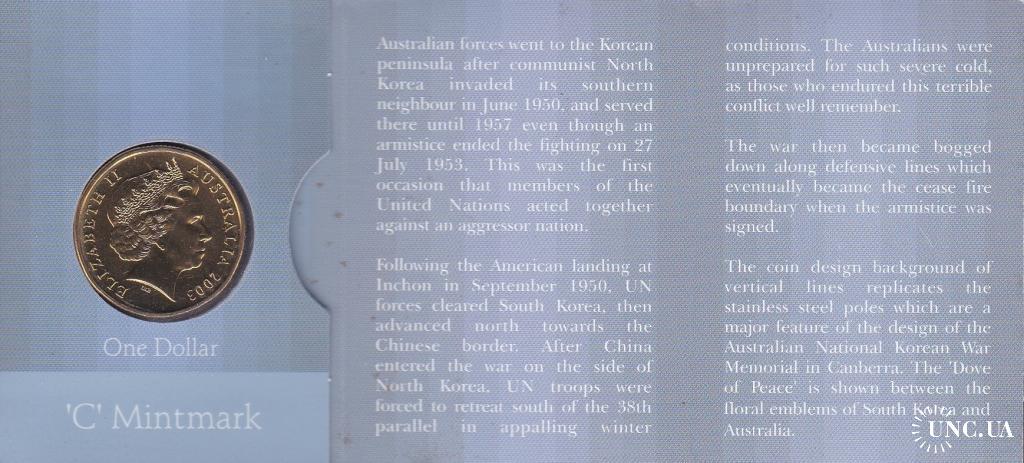 ELIZABETH II AUSTRALIA 2003
One Dollar
'C' Mintmark
Australian forces went to the Korean
peninsula after communist North
Korea invaded its southern
neighbour in June 1950, and served
there until 1957 even though an
armistice ended the fighting on 27
July 1953. This was the first
occasion that members of the
United Nations acted together
against an aggressor nation.
Following the American landing at
Inchon in September 1950, UN
forces cleared South Korea, then
advanced north towards the
Chinese border. After China
entered the war on the side of
North Korea, UN troops were
forced to retreat south of the 38th
parallel in appalling winter
conditions. The Australians were
unprepared for such severe cold,
as those who endured this terrible
conflict well remember.
The war then became bogged
down along defensive lines which
eventually became the cease fire
boundary when the armistice was
signed.
The coin design background of
vertical lines replicates the
stainless steel poles which are a
major feature of the design of the
Australian National Korean War
Memorial in Canberra. The 'Dove
of Peace' is shown between the
floral emblems of South Korea and
Australia.
UNC.UA